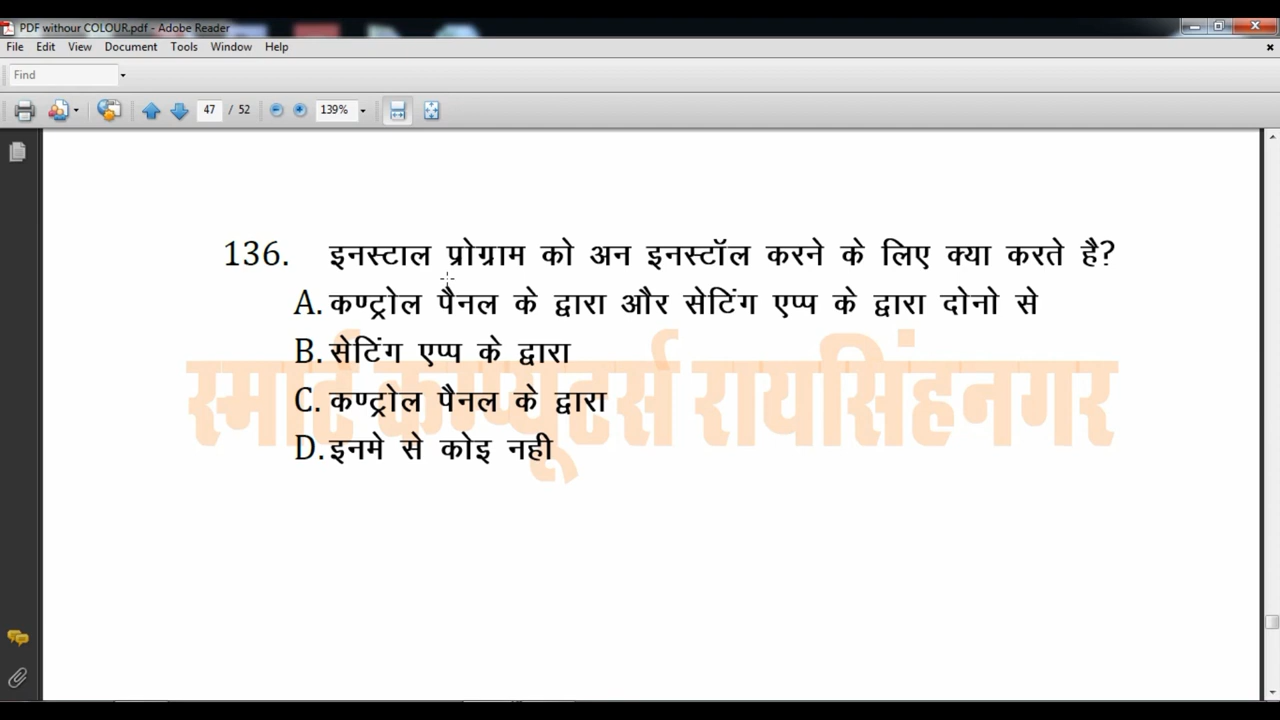 PDF withour COLOUR.pdf - Adobe Reader
File Edit View Document Tools Window Help
Find
47 / 52 139%
136. इनस्टाल प्रोग्राम को अन इनस्टॉल करने के लिए क्या करते है?
A. कण्ट्रोल पैनल के द्वारा और सेटिंग एप्प के द्वारा दोनो से
B. सेटिंग एप्प के द्वारा
C. कण्ट्रोल पैनल के द्वारा
D. इनमे से कोइ नही
स्मार्ट कम्प्यूटर्स रायसिंहनगर